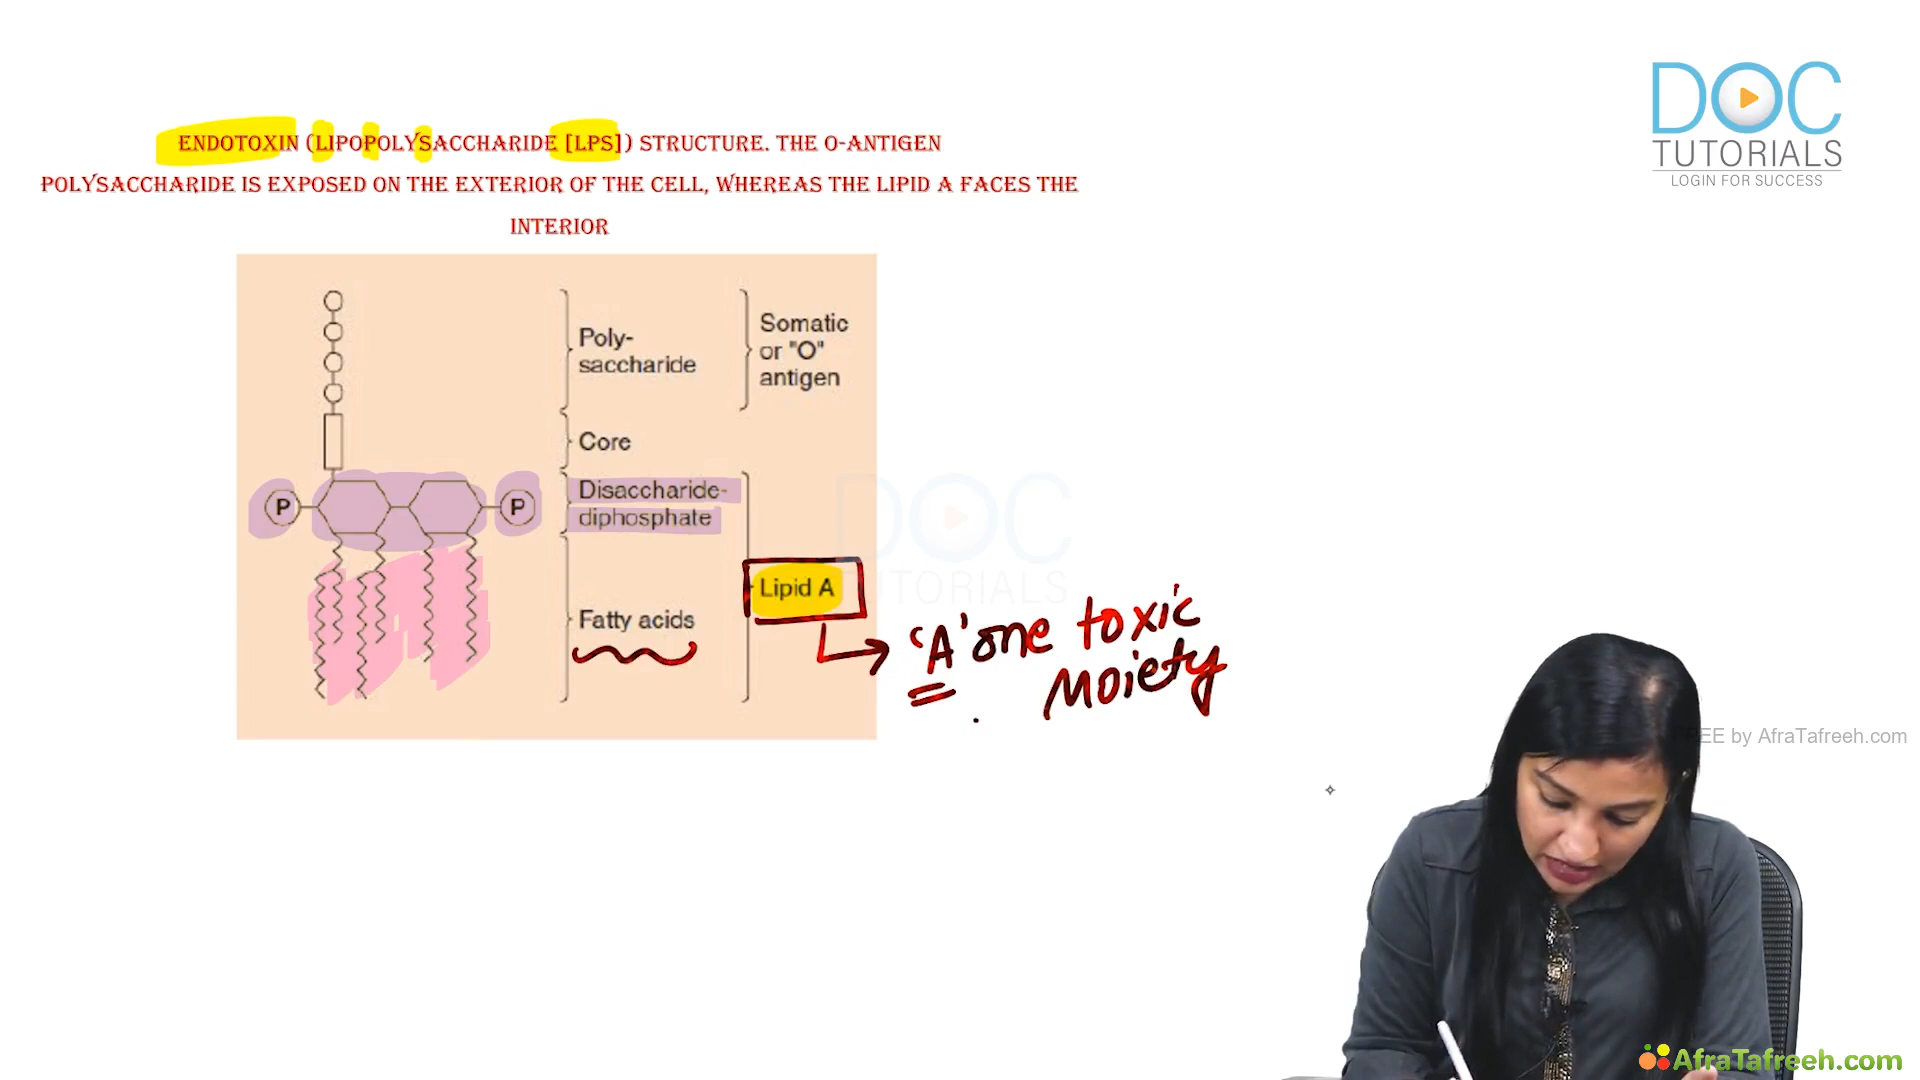 DOC
TUTORIALS
LOGIN FOR SUCCESS
ENDOTOXIN (LIPOPOLYSACCHARIDE [LPS]) STRUCTURE. THE O-ANTIGEN
POLYSACCHARIDE IS EXPOSED ON THE EXTERIOR OF THE CELL, WHEREAS THE LIPID A FACES THE
INTERIOR
Poly-
saccharide
Somatic
or "O"
antigen
Core
P
P
Disaccharide-
diphosphate
DOC
TUTORIALS
Lipid A
Fatty acids
'A' one toxic
Moiety
EE by AfraTafreeh.com
AfraTafreeh.com